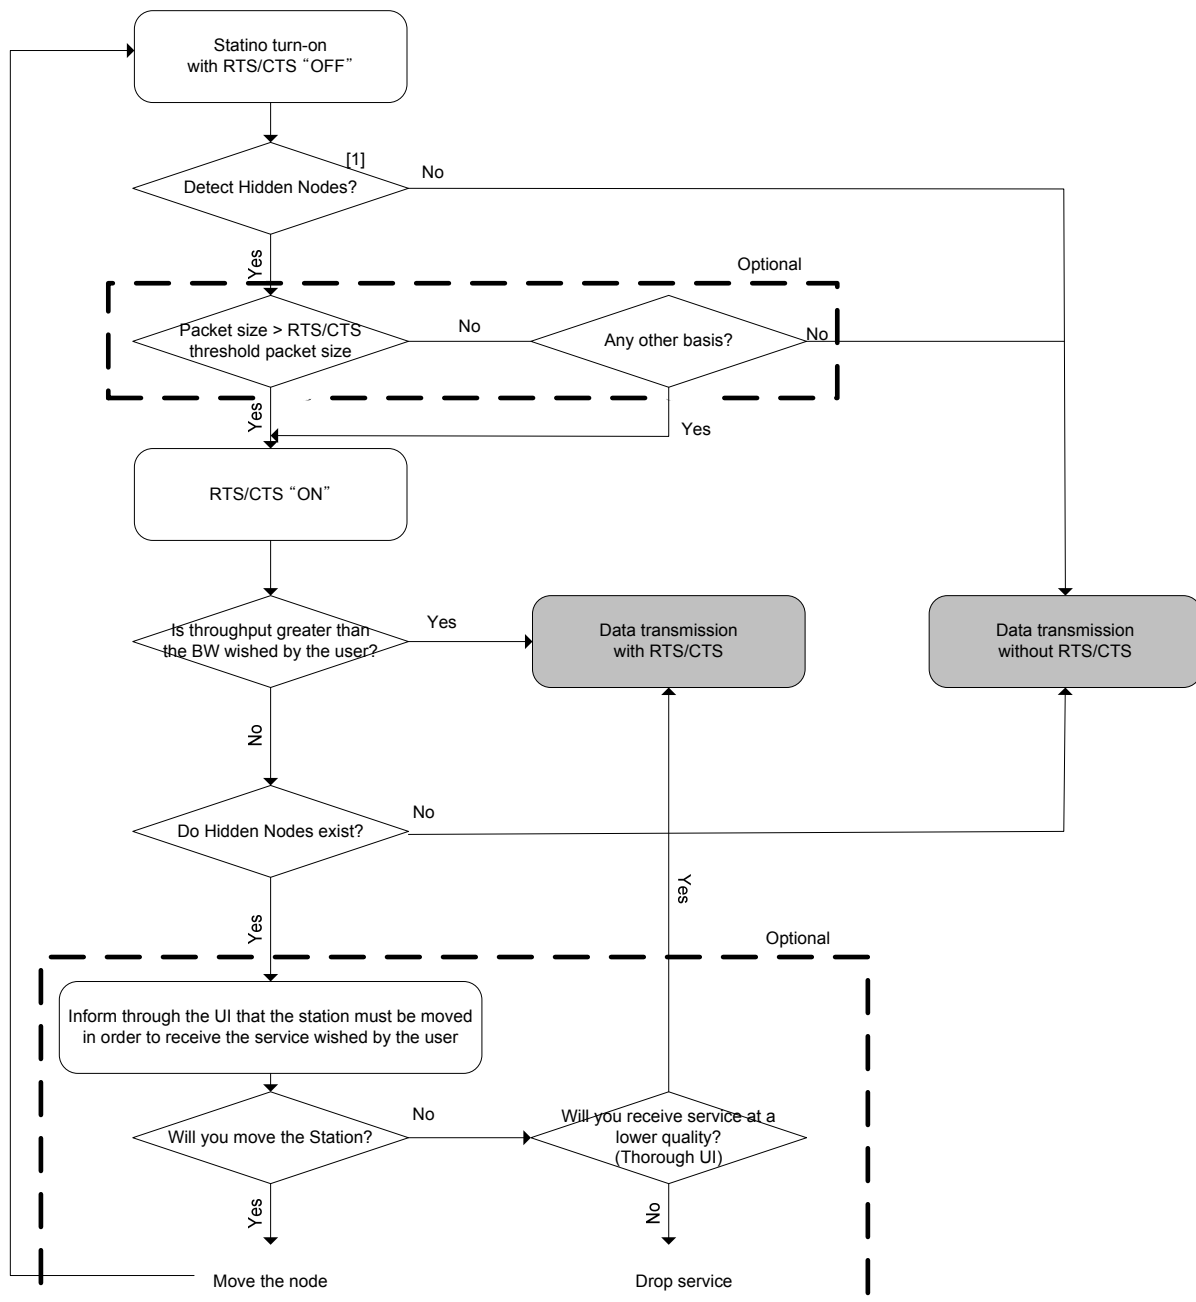 Statino turn-on
with RTS/CTS “OFF”
[1]
Detect Hidden Nodes?
No
Yes
Optional
Packet size > RTS/CTS
threshold packet size
No
Any other basis?
No
Yes
Yes
RTS/CTS “ON”
Is throughput greater than
the BW wished by the user?
Yes
Data transmission
with RTS/CTS
Data transmission
without RTS/CTS
No
Do Hidden Nodes exist?
No
Yes
Yes
Optional
Inform through the UI that the station must be moved
in order to receive the service wished by the user
Will you move the Station?
No
Will you receive service at a
lower quality?
(Thorough UI)
Yes
No
Move the node
Drop service